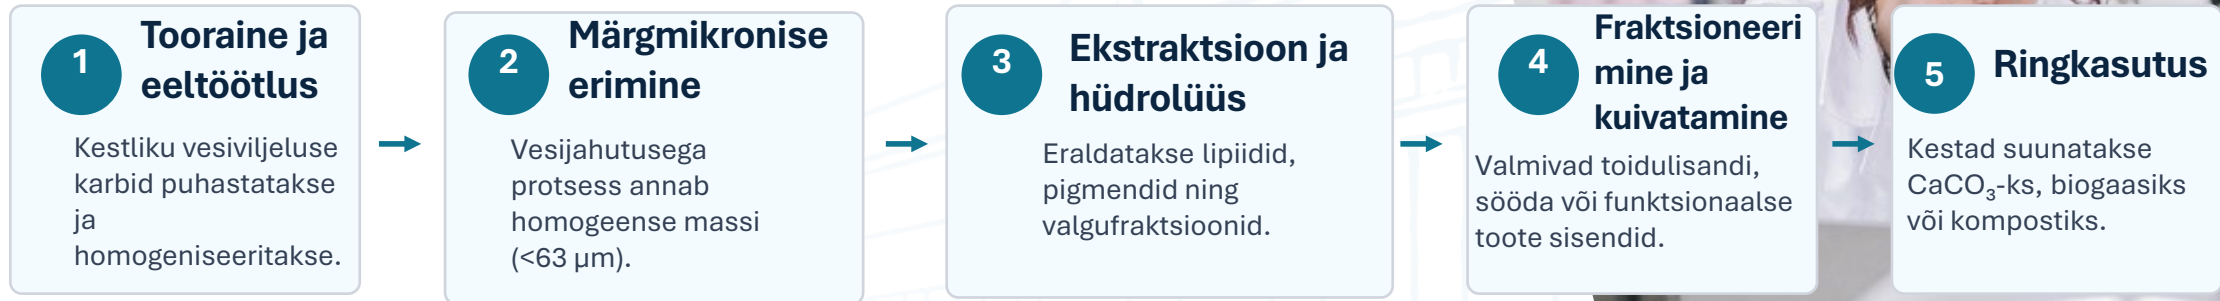 1
Tooraine ja
eeltöötlus
Kestliku vesiviljeluse
karbid puhastatakse
ja
homogeniseeritakse.
2
Märgmikronise
erimine
Vesijahutusega
protsess annab
homogeense massi
(<63 µm).
3
Ekstraktsioon ja
hüdrolüüs
Eraldatakse lipiidid,
pigmendid ning
valgufraktsioonid.
4
Fraktsioneeri
mine ja
kuivatamine
Valmivad toidulisandi,
sööda või funktsionaalse
toote sisendid.
5
Ringkasutus
Kestad suunatakse
CaCO₃-ks, biogaasiks
või kompostiks.